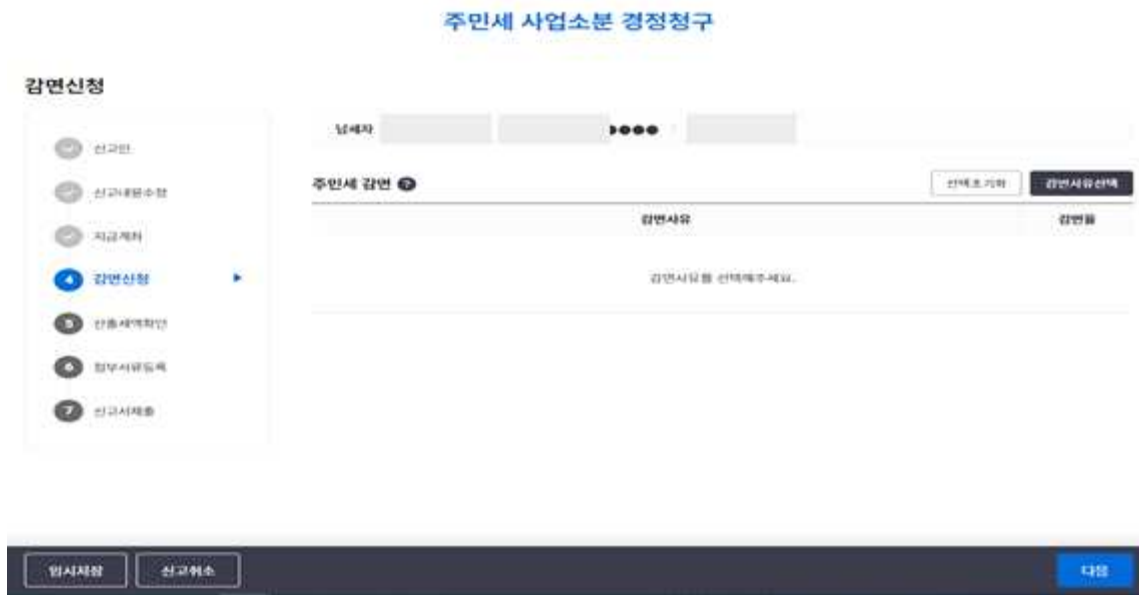 주민세 사업소분 경정청구
감면신청
신고인
신고내용수정
지급계좌
4 감면신청
5 산출세액확인
6 첨부서류등록
7 신고서제출
납세자
주민세 감면 ?
선택초기화 감면사유선택
감면사유 감면율
감면사유를 선택해주세요.
임시저장 신고취소 다음